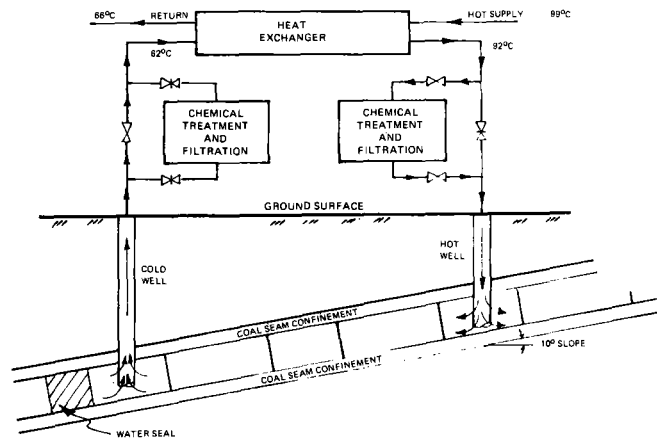 66°C
RETURN
HEAT
EXCHANGER
HOT SUPPLY
99°C
62°C
92°C
CHEMICAL
TREATMENT
AND
FILTRATION
CHEMICAL
TREATMENT
AND
FILTRATION
GROUND SURFACE
COLD
WELL
HOT
WELL
COAL SEAM CONFINEMENT
COAL SEAM CONFINEMENT
10° SLOPE
WATER SEAL